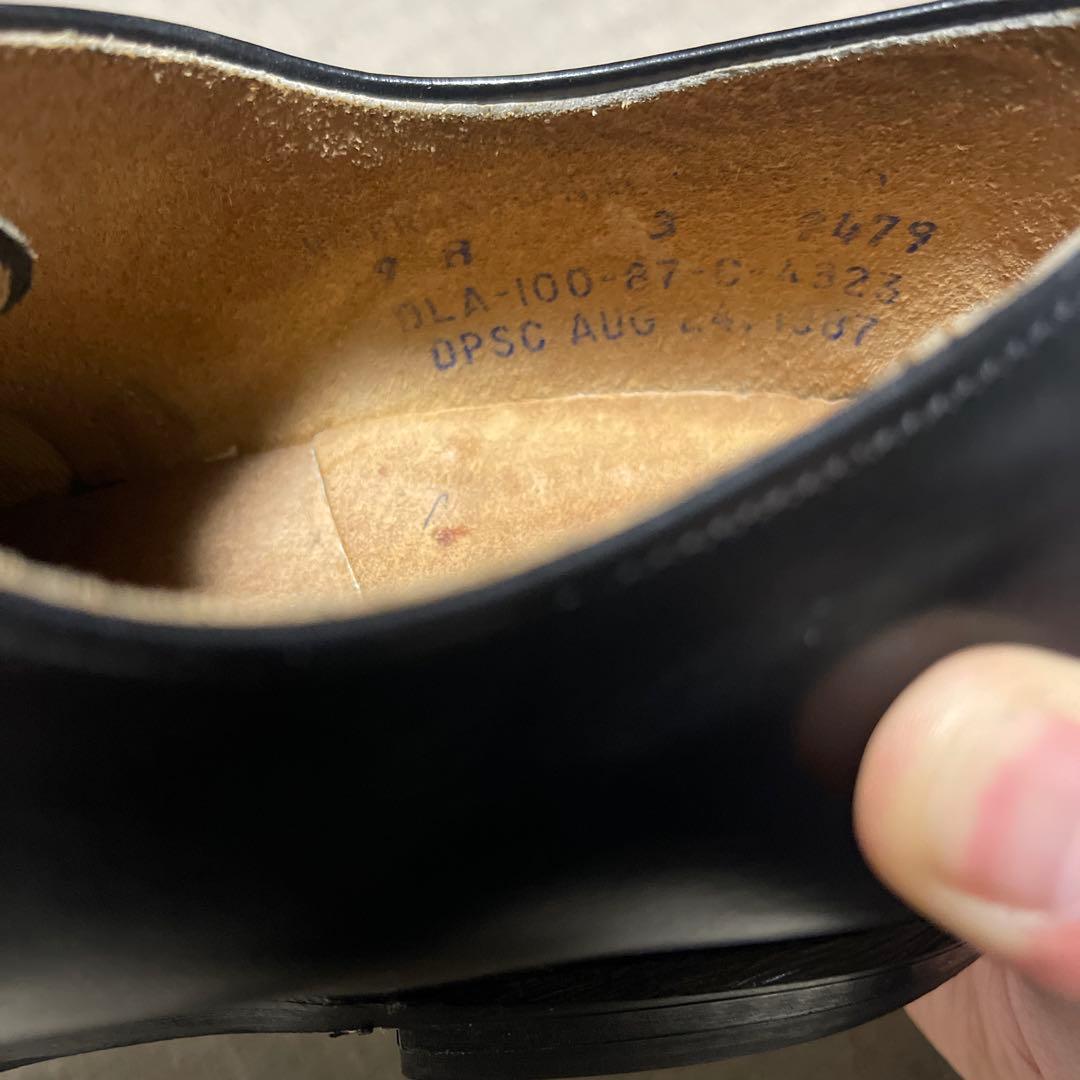 9 R 3 2479
DLA-100-87-C-4323
DPSC AUG 24, 1987